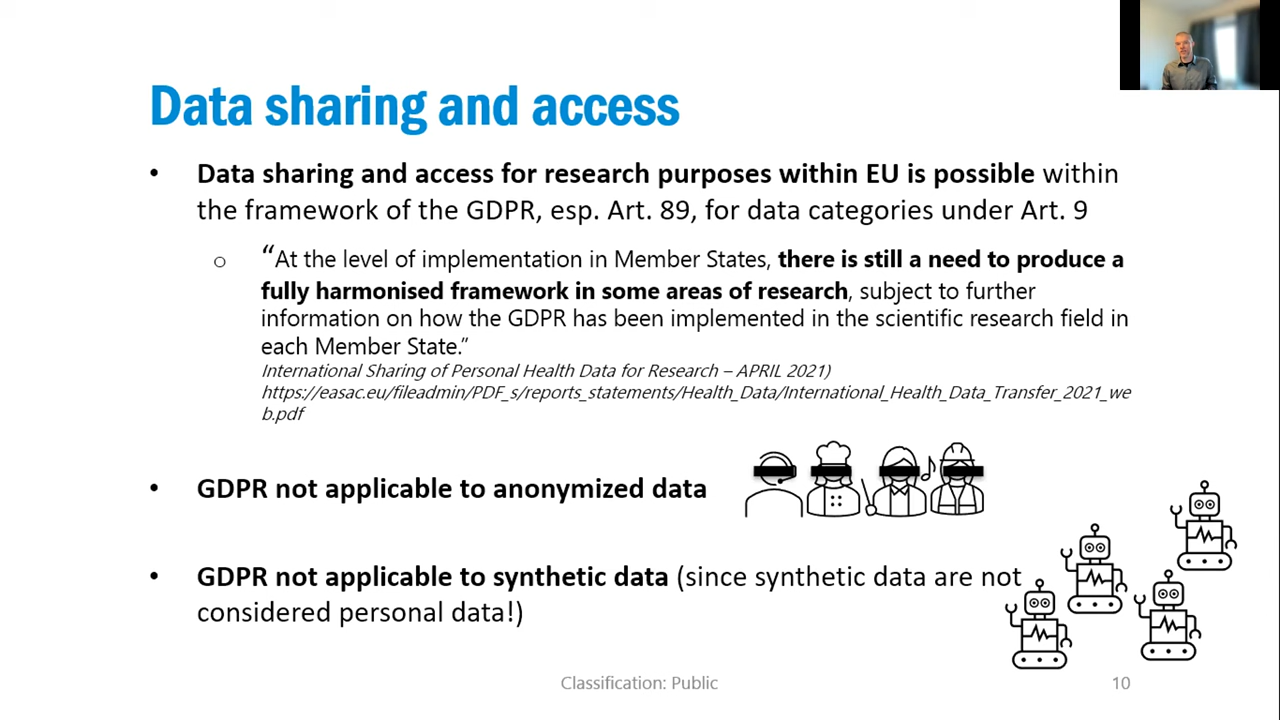 Data sharing and access
• Data sharing and access for research purposes within EU is possible within
the framework of the GDPR, esp. Art. 89, for data categories under Art. 9
o “At the level of implementation in Member States, there is still a need to produce a
fully harmonised framework in some areas of research, subject to further
information on how the GDPR has been implemented in the scientific research field in
each Member State.”
International Sharing of Personal Health Data for Research – APRIL 2021)
https://easac.eu/fileadmin/PDF_s/reports_statements/Health_Data/International_Health_Data_Transfer_2021_we
b.pdf
• GDPR not applicable to anonymized data
• GDPR not applicable to synthetic data (since synthetic data are not
considered personal data!)
Classification: Public
10